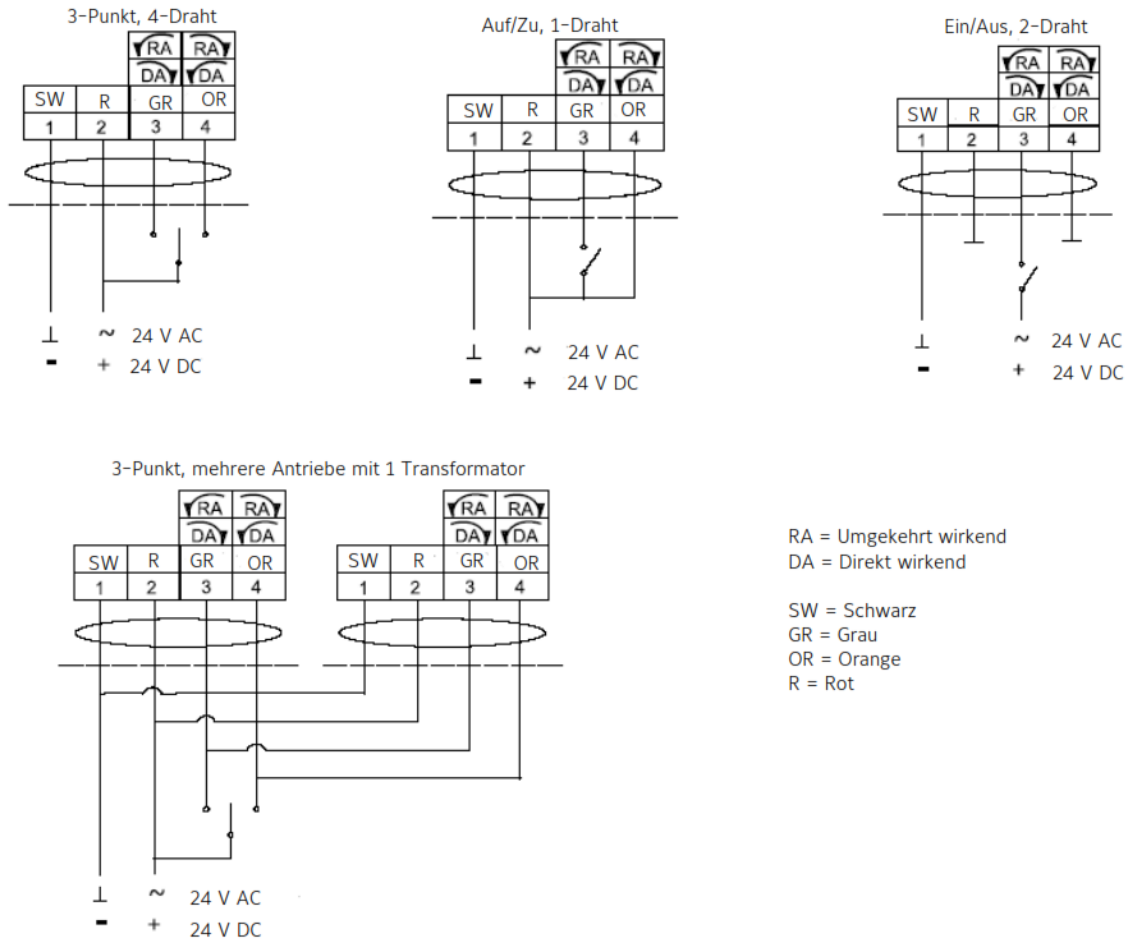 3-Punkt, 4-Draht
RA RA
DA DA
SW R GR OR
1 2 3 4
⊥ ~ 24 V AC
- + 24 V DC
Auf/Zu, 1-Draht
RA RA
DA DA
SW R GR OR
1 2 3 4
⊥ ~ 24 V AC
- + 24 V DC
Ein/Aus, 2-Draht
RA RA
DA DA
SW R GR OR
1 2 3 4
⊥ ~ 24 V AC
- + 24 V DC
3-Punkt, mehrere Antriebe mit 1 Transformator
RA RA
DA DA
SW R GR OR
1 2 3 4
RA RA
DA DA
SW R GR OR
1 2 3 4
⊥ ~ 24 V AC
- + 24 V DC
RA = Umgekehrt wirkend
DA = Direkt wirkend
SW = Schwarz
GR = Grau
OR = Orange
R = Rot